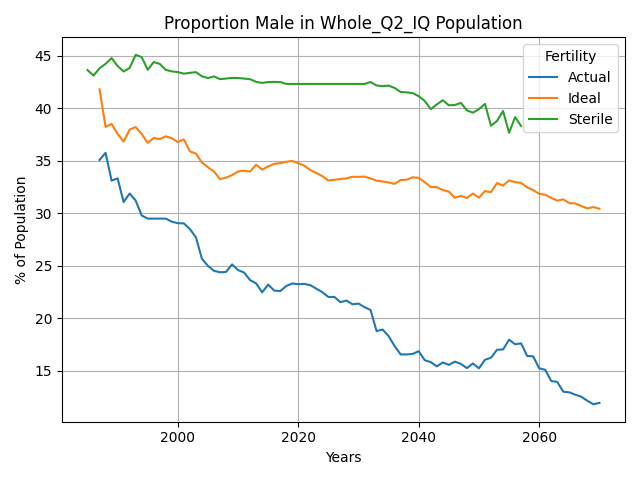 Proportion Male in Whole_Q2_IQ Population
% of Population
45
40
35
30
25
20
15
2000
2020
2040
2060
Years
Fertility
Actual
Ideal
Sterile